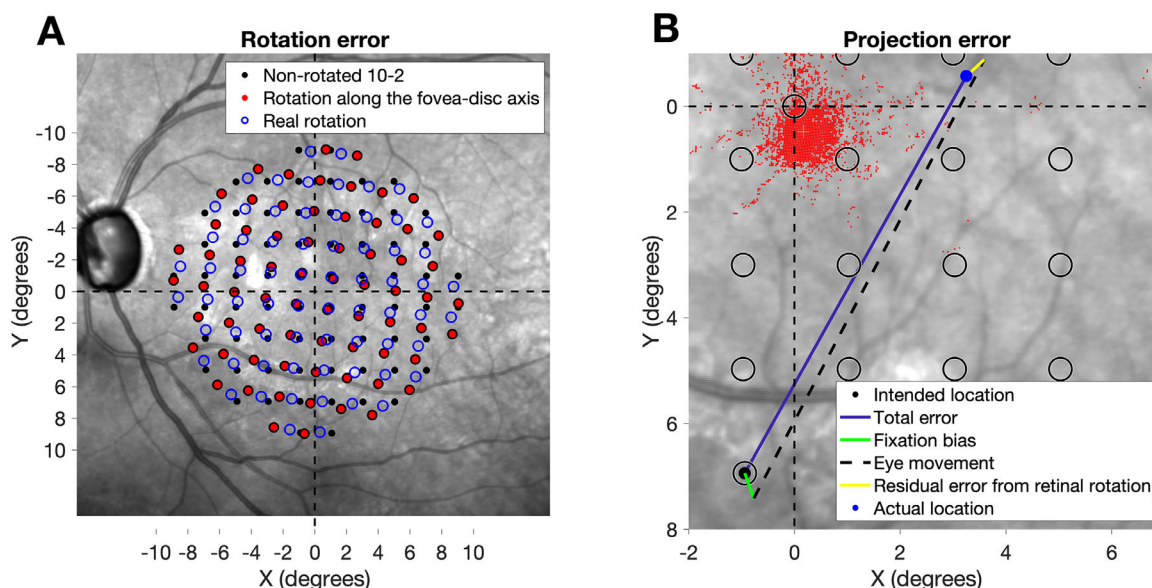 A
Rotation error
Non-rotated 10-2
Rotation along the fovea-disc axis
Real rotation
-10
-8
-6
-4
-2
0
2
4
6
8
10
Y (degrees)
-10 -8 -6 -4 -2 0 2 4 6 8 10
X (degrees)
B
Projection error
0
2
4
6
8
Y (degrees)
Intended location
Total error
Fixation bias
Eye movement
Residual error from retinal rotation
Actual location
-2 0 2 4 6
X (degrees)